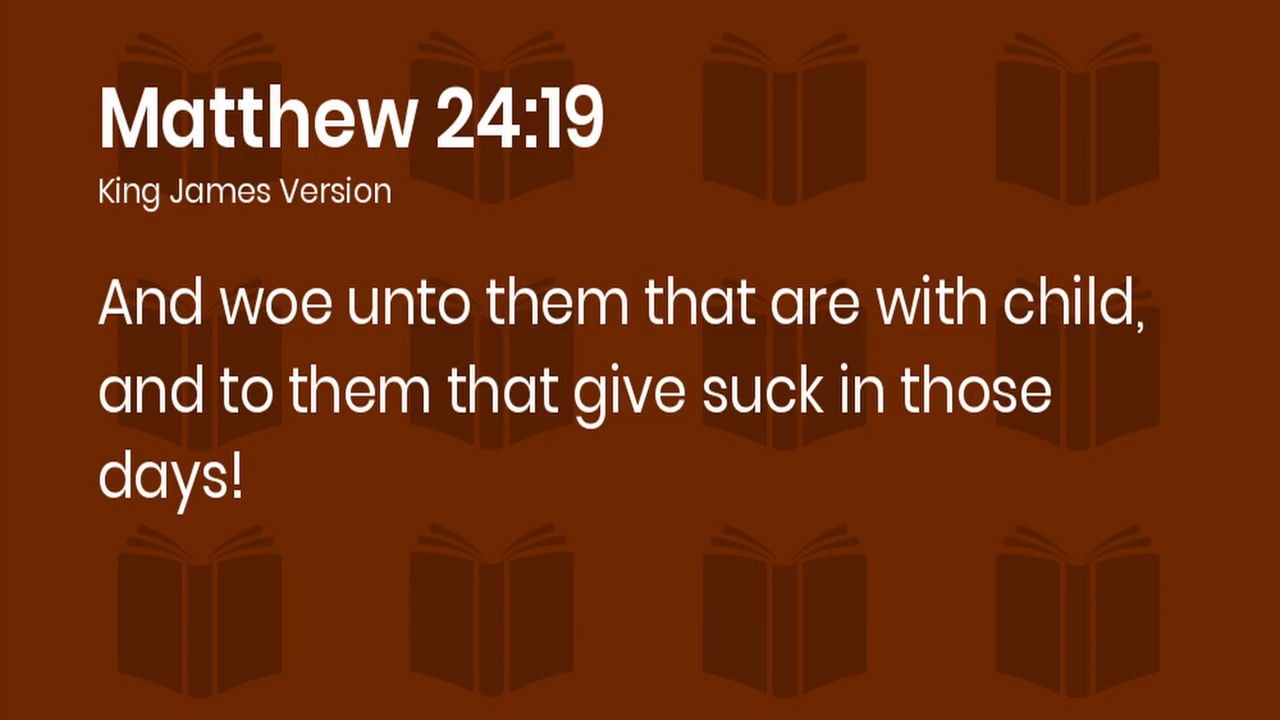 Matthew 24:19
King James Version
And woe unto them that are with child,
and to them that give suck in those
days!